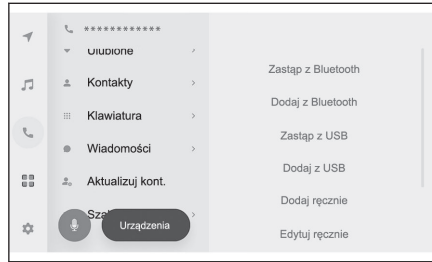 ************
Ulubione
Kontakty
Klawiatura
Wiadomości
Aktualizuj kont.
Urządzenia
Zastąp z Bluetooth
Dodaj z Bluetooth
Zastąp z USB
Dodaj z USB
Dodaj ręcznie
Edytuj ręcznie